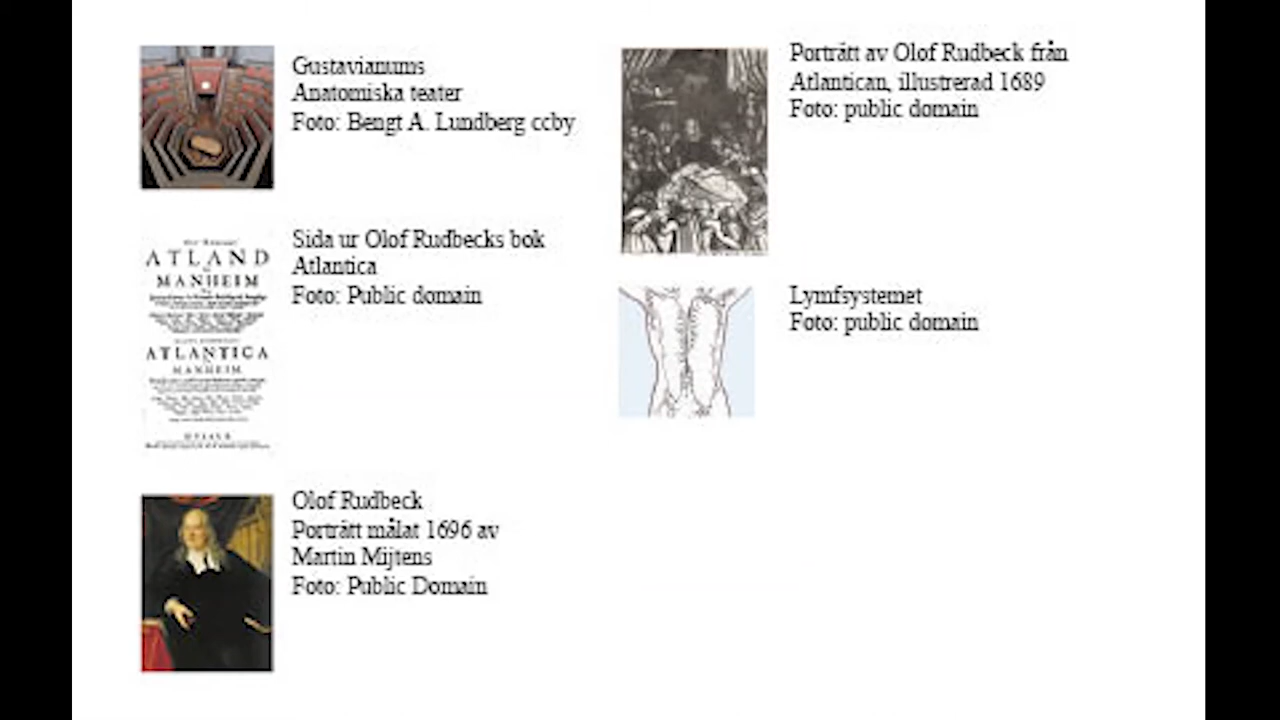 Gustavianums
Anatomiska teater
Foto: Bengt A. Lundberg ccby
Sida ur Olof Rudbecks bok
Atlantica
Foto: Public domain
ATLAND
MANHEIM
ATLANTICA
MANHEIM
Olof Rudbeck
Porträtt målat 1696 av
Martin Mijtens
Foto: Public Domain
Porträtt av Olof Rudbeck från
Atlantican, illustrerad 1689
Foto: public domain
Lymfsystemet
Foto: public domain